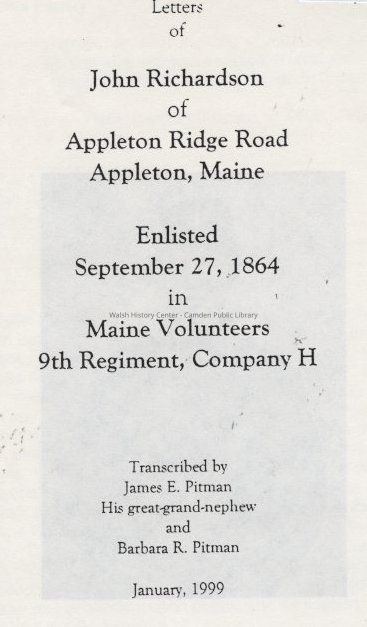 Letters
of
John Richardson
of
Appleton Ridge Road
Appleton, Maine
Enlisted
September 27, 1864
in
Walsh History Center - Camden Public Library
Maine Volunteers
9th Regiment, Company H
Transcribed by
James E. Pitman
His great-grand-nephew
and
Barbara R. Pitman
January, 1999